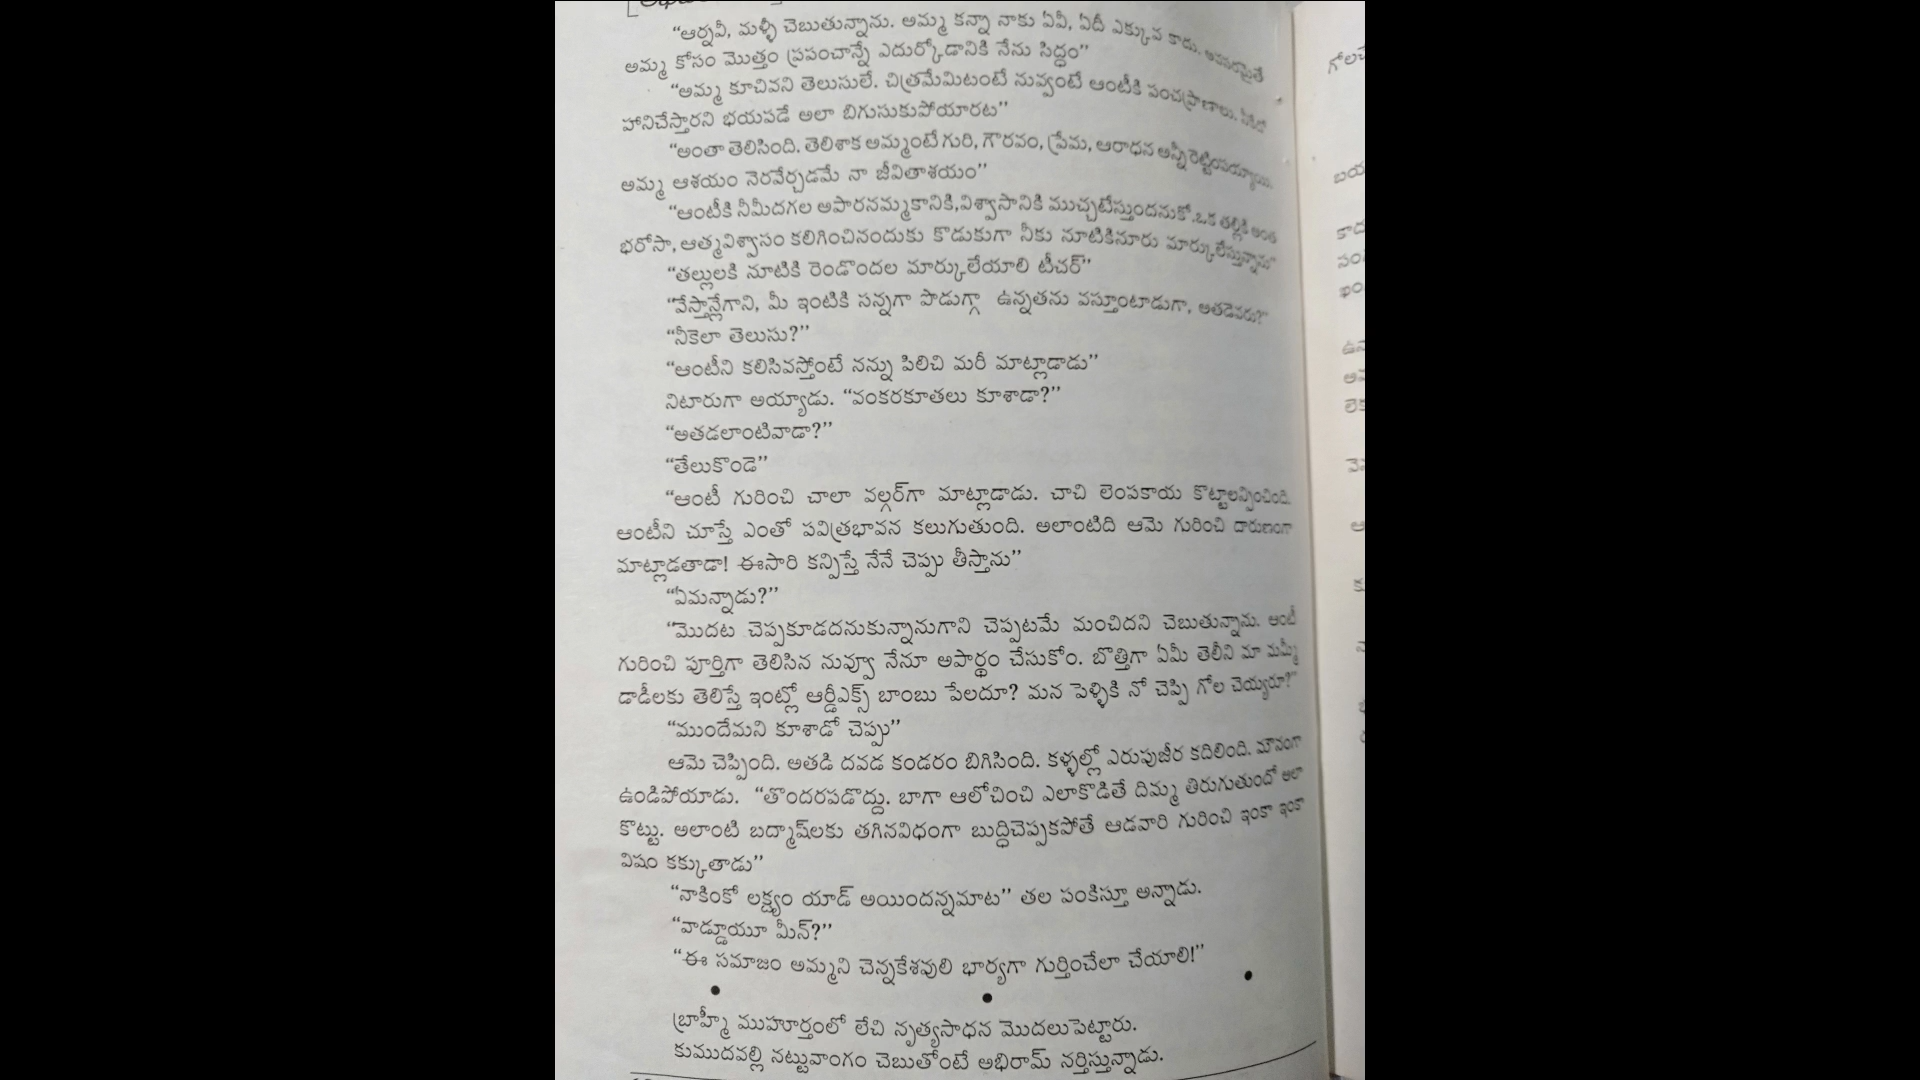 “ఆర్నవీ, మళ్ళీ చెబుతున్నాను. అమ్మ కన్నా నాకు ఏవీ, ఏదీ ఎక్కువ కాదు. అవసరమైతే
అమ్మ కోసం మొత్తం ప్రపంచాన్నే ఎదుర్కోడానికి నేను సిద్ధం”
“అమ్మ కూచివని తెలుసులే. చిత్రమేమిటంటే నువ్వంటే ఆంటీకి పంచప్రాణాలు.
హానిచేస్తారని భయపడే అలా బిగుసుకుపోయారట”
“అంతా తెలిసింది. తెలిశాక అమ్మంటే గురి, గౌరవం, ప్రేమ, ఆరాధన అన్నీ రెట్టింపయ్యాయి.
అమ్మ ఆశయం నెరవేర్చడమే నా జీవితాశయం”
“ఆంటీకి నీమీదగల అపారనమ్మకానికి,విశ్వాసానికి ముచ్చటేస్తుందనుకో.ఒక తల్లికి అంత
భరోసా, ఆత్మవిశ్వాసం కలిగించినందుకు కొడుకుగా నీకు నూటికినూరు మార్కులేస్తున్నాను”
“తల్లులకి నూటికి రెండొందల మార్కులేయాలి టీచర్”
“వేస్తాన్లేగాని, మీ ఇంటికి సన్నగా పొడుగ్గా ఉన్నతను వస్తూంటాడుగా, అతడెవరు?”
“నీకెలా తెలుసు?”
“ఆంటీని కలిసివస్తోంటే నన్ను పిలిచి మరీ మాట్లాడాడు”
నిటారుగా అయ్యాడు. “వంకరకూతలు కూశాడా?”
“అతడలాంటివాడా?”
“తేలుకొండె”
“ఆంటీ గురించి చాలా వల్గర్‌గా మాట్లాడాడు. చాచి లెంపకాయ కొట్టాలన్పించింది.
ఆంటీని చూస్తే ఎంతో పవిత్రభావన కలుగుతుంది. అలాంటిది ఆమె గురించి దారుణంగా
మాట్లాడతాడా! ఈసారి కన్పిస్తే నేనే చెప్పు తీస్తాను”
“ఏమన్నాడు?”
“మొదట చెప్పకూడదనుకున్నానుగాని చెప్పటమే మంచిదని చెబుతున్నాను. ఆంటీ
గురించి పూర్తిగా తెలిసిన నువ్వూ నేనూ అపార్థం చేసుకోం. బొత్తిగా ఏమీ తెలీని మా మమ్మీ
డాడీలకు తెలిస్తే ఇంట్లో ఆర్డీఎక్స్ బాంబు పేలదూ? మన పెళ్ళికి నో చెప్పి గోల చెయ్యరూ?”
“ముందేమని కూశాడో చెప్పు”
ఆమె చెప్పింది. అతడి దవడ కండరం బిగిసింది. కళ్ళల్లో ఎరుపుజీర కదిలింది. మౌనంగా
ఉండిపోయాడు. “తొందరపడొద్దు. బాగా ఆలోచించి ఎలాకొడితే దిమ్మ తిరుగుతుందో అలా
కొట్టు. అలాంటి బద్మాష్‌లకు తగినవిధంగా బుద్ధిచెప్పకపోతే ఆడవారి గురించి ఇంకా ఇంకా
విషం కక్కుతాడు”
“నాకింకో లక్ష్యం యాడ్ అయిందన్నమాట” తల పంకిస్తూ అన్నాడు.
“వాడ్డూయూ మీన్?”
“ఈ సమాజం అమ్మని చెన్నకేశవులి భార్యగా గుర్తించేలా చేయాలి!”
బ్రాహ్మీ ముహూర్తంలో లేచి నృత్యసాధన మొదలుపెట్టారు.
కుముదవల్లి నట్టువాంగం చెబుతోంటే అభిరామ్ నర్తిస్తున్నాడు.